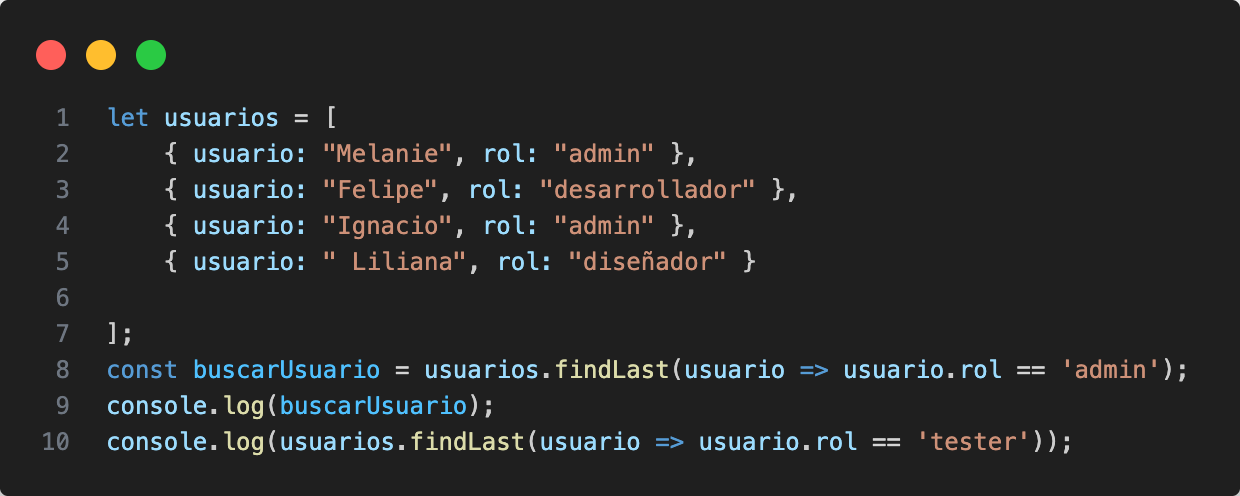 1 let usuarios = [
2     { usuario: "Melanie", rol: "admin" },
3     { usuario: "Felipe", rol: "desarrollador" },
4     { usuario: "Ignacio", rol: "admin" },
5     { usuario: " Liliana", rol: "diseñador" }
6
7 ];
8 const buscarUsuario = usuarios.findLast(usuario => usuario.rol == 'admin');
9 console.log(buscarUsuario);
10 console.log(usuarios.findLast(usuario => usuario.rol == 'tester'));